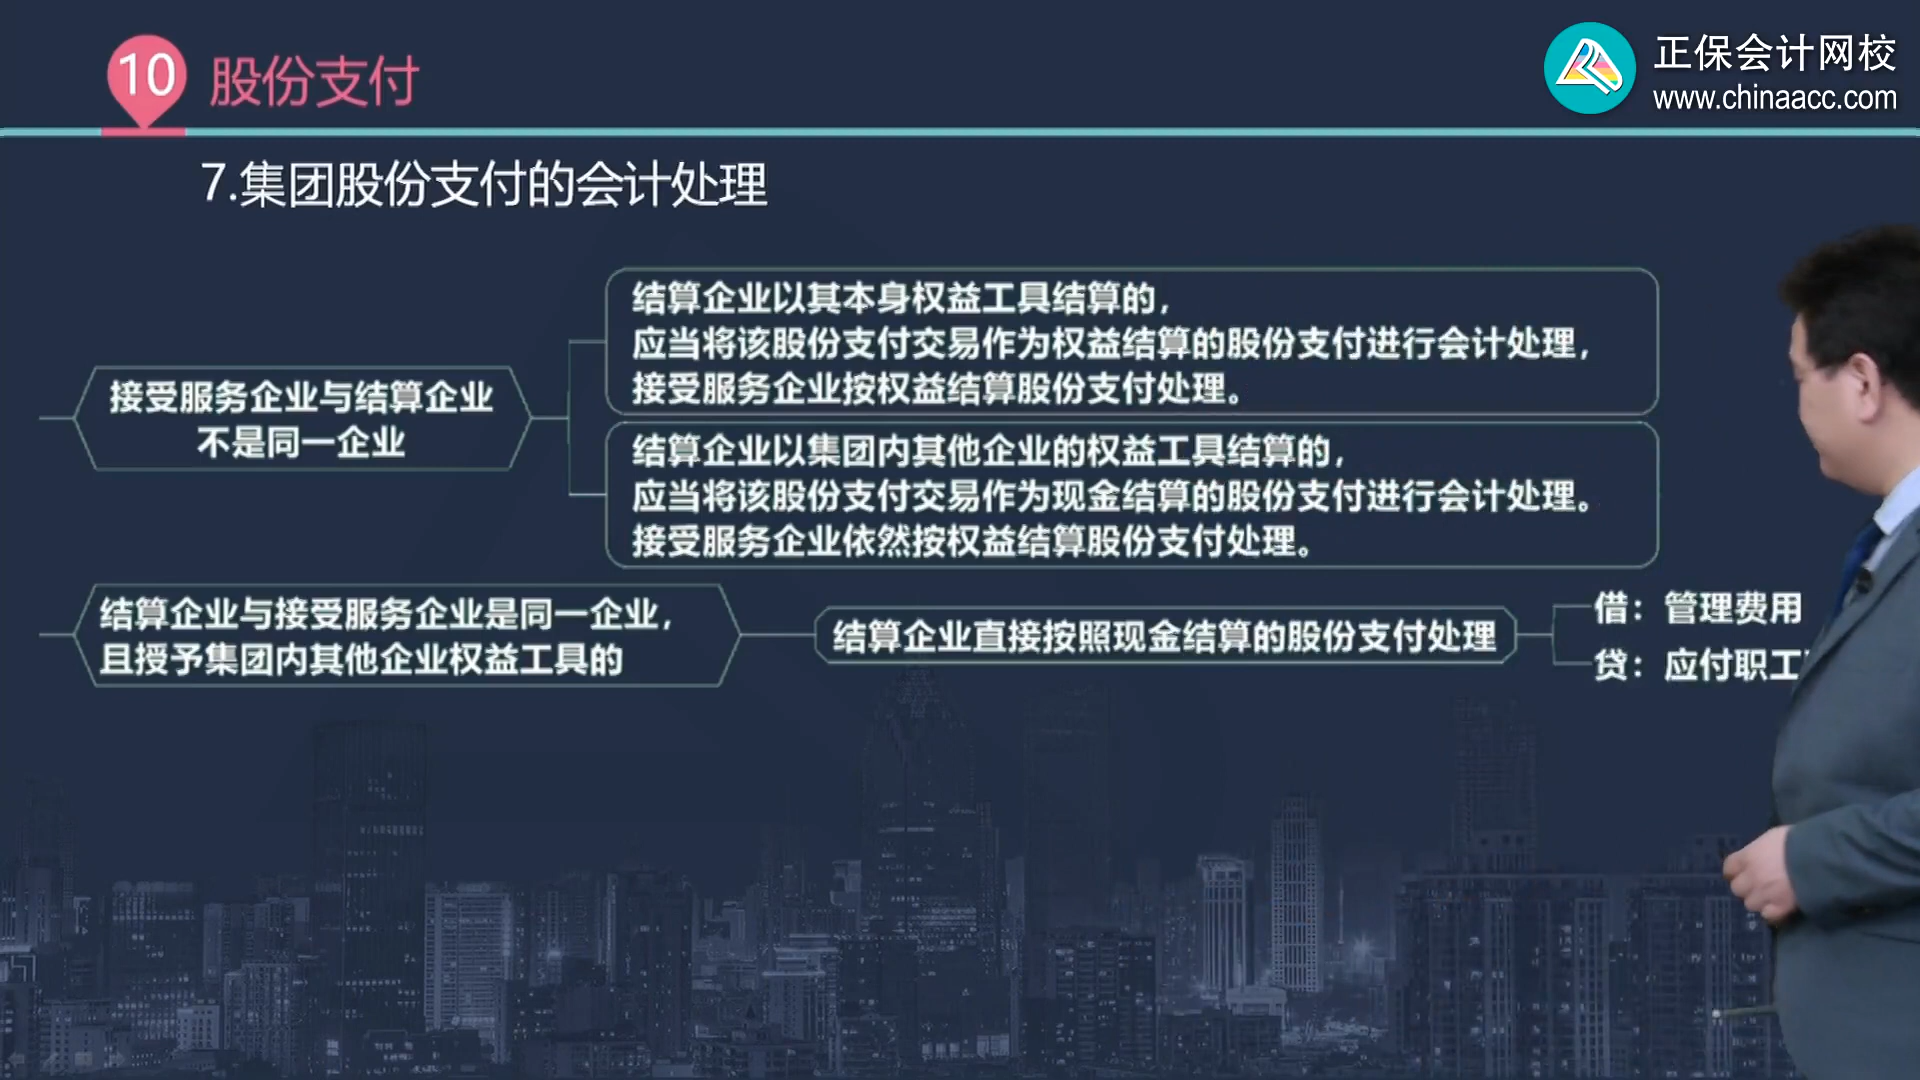 10 股份支付
正保会计网校
www.chinaacc.com
7.集团股份支付的会计处理
接受服务企业与结算企业
不是同一企业
结算企业以其本身权益工具结算的，
应当将该股份支付交易作为权益结算的股份支付进行会计处理，
接受服务企业按权益结算股份支付处理。
结算企业以集团内其他企业的权益工具结算的，
应当将该股份支付交易作为现金结算的股份支付进行会计处理。
接受服务企业依然按权益结算股份支付处理。
结算企业与接受服务企业是同一企业，
且授予集团内其他企业权益工具的
结算企业直接按照现金结算的股份支付处理
借：管理费用
贷：应付职工